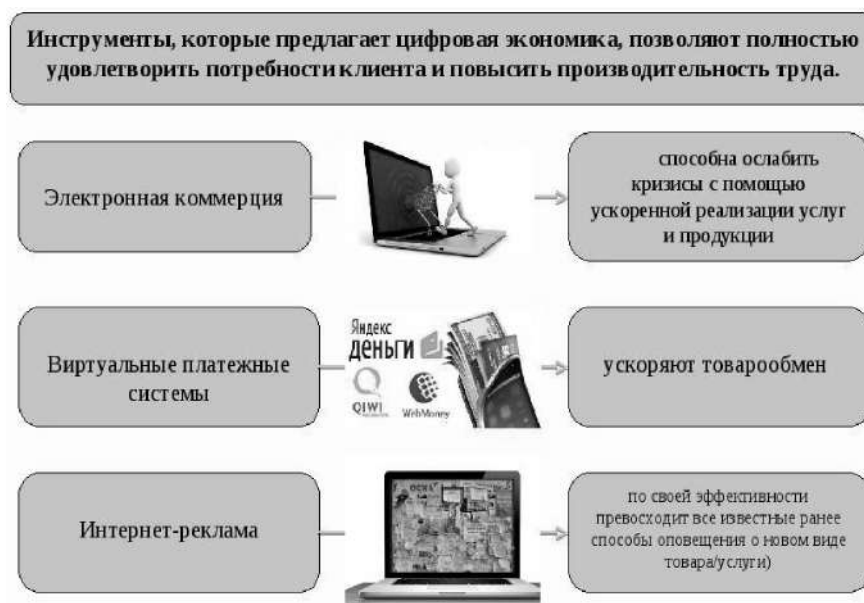 Инструменты, которые предлагает цифровая экономика, позволяют полностью
удовлетворить потребности клиента и повысить производительность труда.
Электронная коммерция
способна ослабить
кризисы с помощью
ускоренной реализации услуг
и продукции
Виртуальные платежные
системы
Яндекс
деньги
QIWI
WebMoney
ускоряют товарообмен
Интернет-реклама
по своей эффективности
превосходит все известные ранее
способы оповещения о новом виде
товара/услуги)